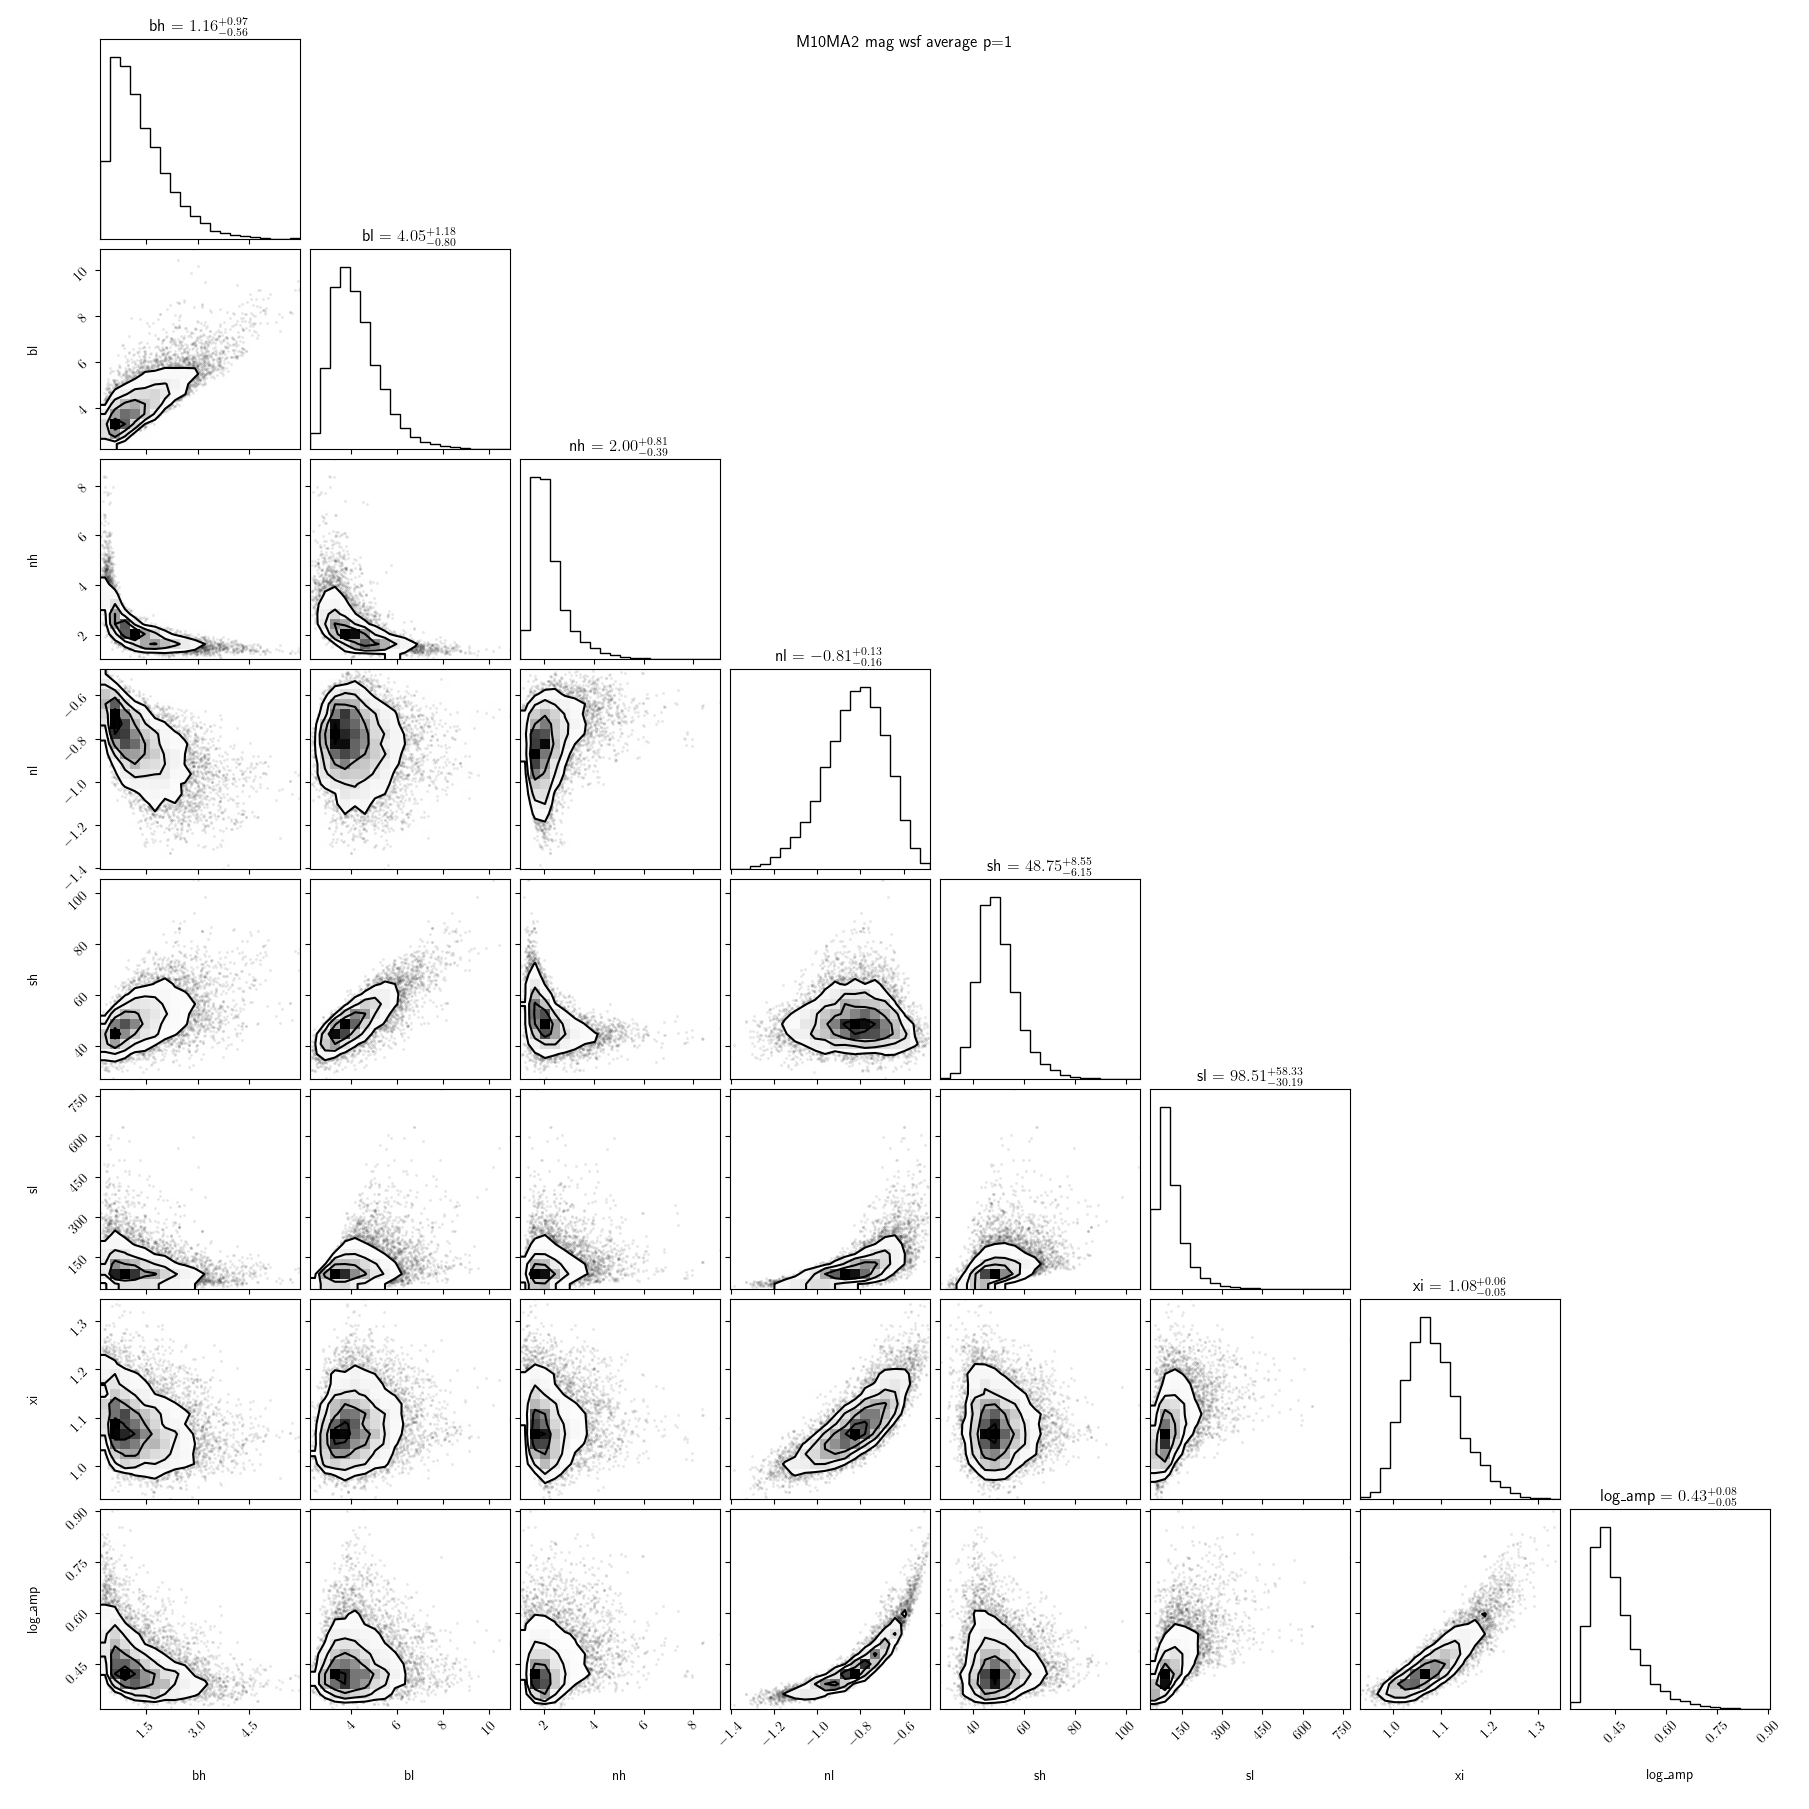 bh = 1.16+0.97−0.56
M10MA2 mag wsf average p=1
bl = 4.05+1.18−0.80
10
8
6
4
bl
nh = 2.00+0.81−0.39
8
6
4
2
nh
nl = −0.81+0.13−0.16
−0.6
−0.8
−1.0
−1.2
−1.4
nl
sh = 48.75+8.55−6.15
100
80
60
40
sh
sl = 98.51+58.33−30.19
750
600
450
300
150
sl
xi = 1.08+0.06−0.05
1.3
1.2
1.1
1.0
xi
log_amp = 0.43+0.08−0.05
0.90
0.75
0.60
0.45
log_amp
1.5 3.0 4.5 4 6 8 10 2 4 6 8 −1.4 −1.2 −1.0 −0.8 −0.6 40 60 80 100 150 300 450 600 750 1.0 1.1 1.2 1.3 0.45 0.60 0.75 0.90
bh bl nh nl sh sl xi log_amp